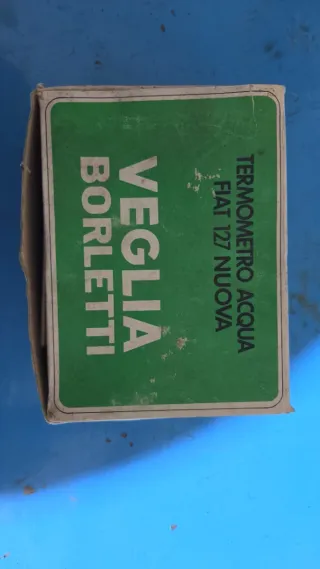 TERMOMETRO ACQUA
FIAT 127 NUOVA
VEGLIA
BORLETTI